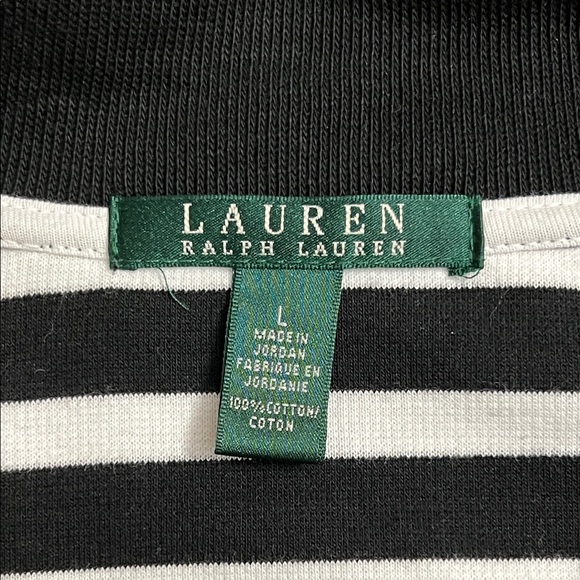 LAUREN
RALPH LAUREN
L
MADE IN
JORDAN
FABRIQUE EN
JORDANIE
100% COTTON/
COTON